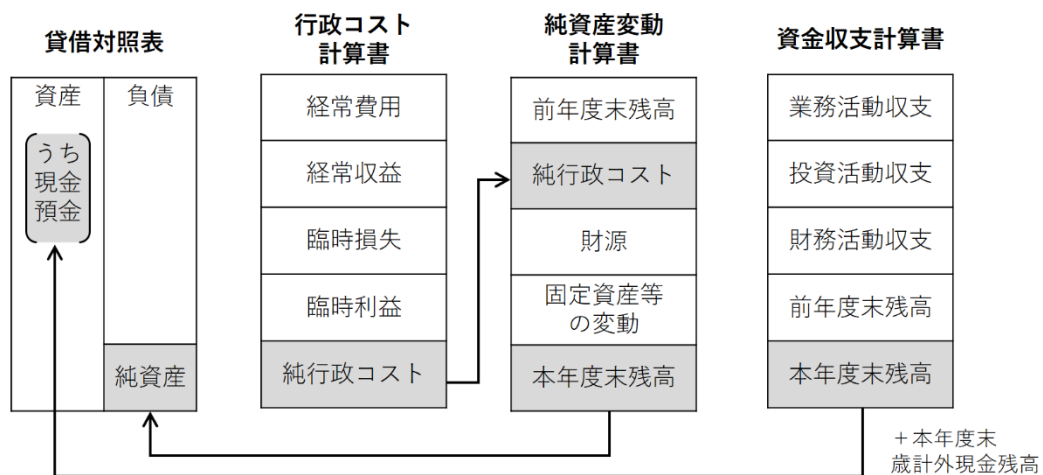 貸借対照表
資産
うち
現金
預金
負債
純資産
行政コスト
計算書
経常費用
経常収益
臨時損失
臨時利益
純行政コスト
純資産変動
計算書
前年度末残高
純行政コスト
財源
固定資産等
の変動
本年度末残高
資金収支計算書
業務活動収支
投資活動収支
財務活動収支
前年度末残高
本年度末残高
＋本年度末
歳計外現金残高